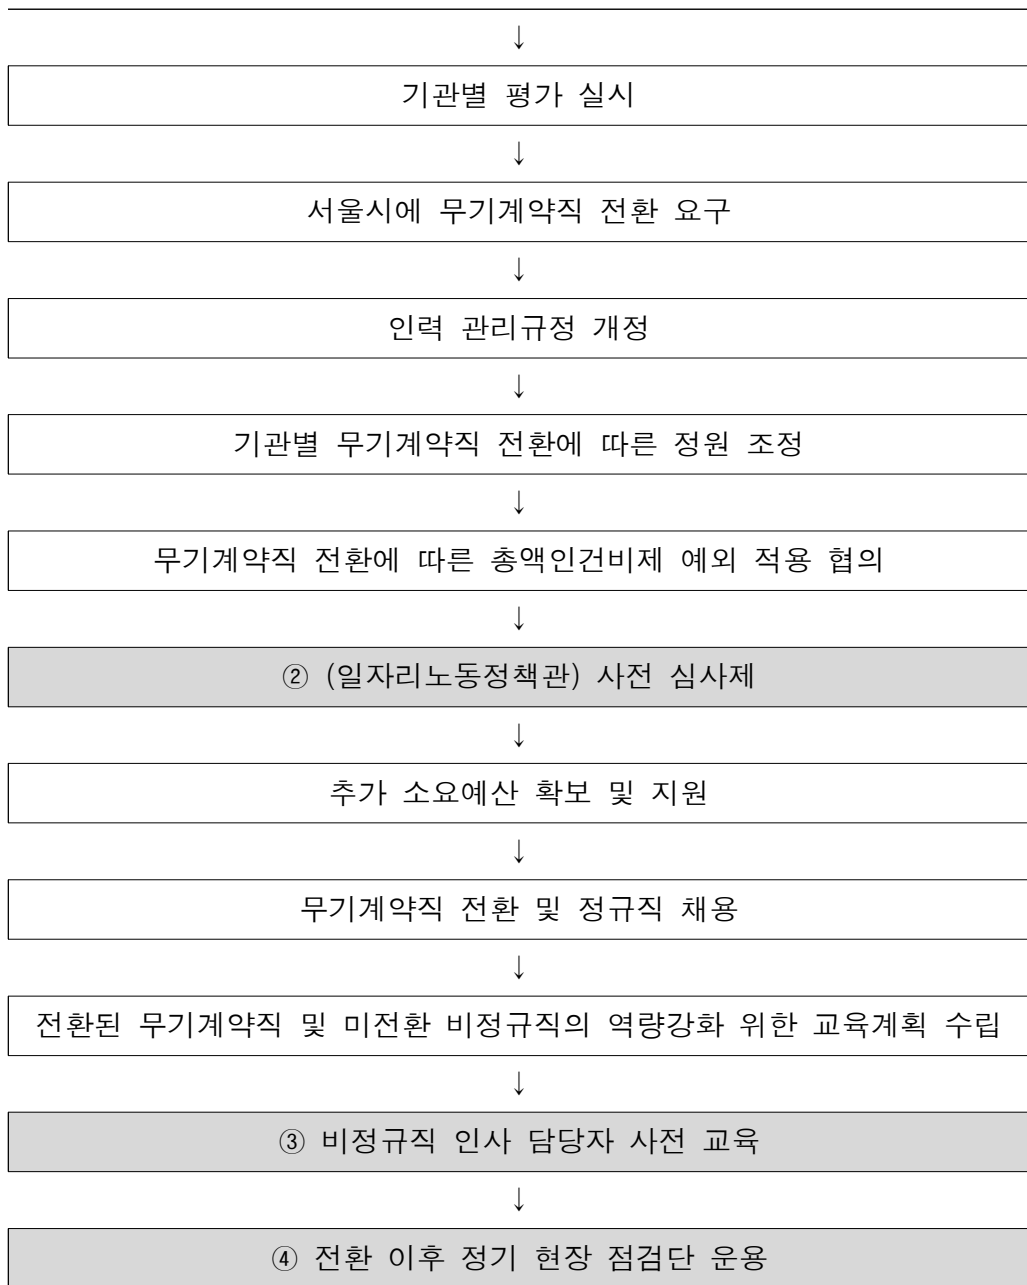 ↓
기관별 평가 실시
↓
서울시에 무기계약직 전환 요구
↓
인력 관리규정 개정
↓
기관별 무기계약직 전환에 따른 정원 조정
↓
무기계약직 전환에 따른 총액인건비제 예외 적용 협의
↓
② (일자리노동정책관) 사전 심사제
↓
추가 소요예산 확보 및 지원
↓
무기계약직 전환 및 정규직 채용
↓
전환된 무기계약직 및 미전환 비정규직의 역량강화 위한 교육계획 수립
↓
③ 비정규직 인사 담당자 사전 교육
↓
④ 전환 이후 정기 현장 점검단 운용